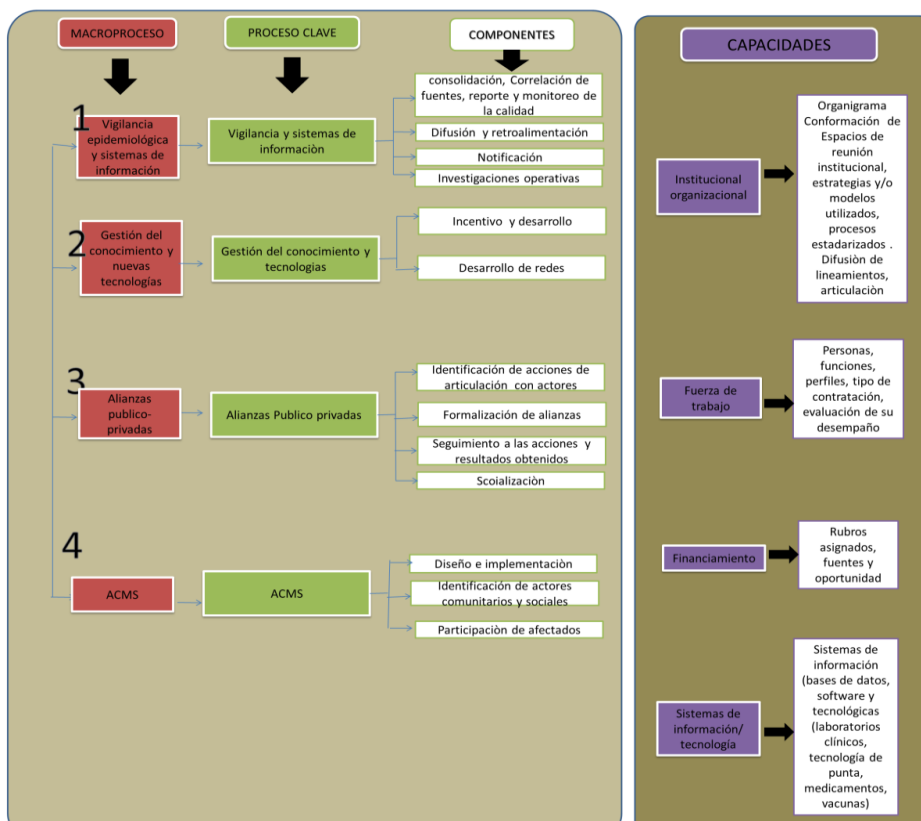 MACROPROCESO
PROCESO CLAVE
COMPONENTES
1
Vigilancia
epidemiológica
y sistemas de
información
Vigilancia y sistemas de
informaciòn
consolidación, Correlación de
fuentes, reporte y monitoreo de
la calidad
Difusión y retroalimentación
Notificación
Investigaciones operativas
2
Gestión del
conocimiento y
nuevas
tecnologías
Gestión del conocimiento y
tecnologias
Incentivo y desarrollo
Desarrollo de redes
3
Alianzas
publico-
privadas
Alianzas Publico privadas
Identificación de acciones de
articulación con actores
Formalización de alianzas
Seguimiento a las acciones y
resultados obtenidos
Scoializaciòn
4
ACMS
ACMS
Diseño e implementaciòn
Identificación de actores
comunitarios y sociales
Participaciòn de afectados
CAPACIDADES
Institucional
organizacional
Organigrama
Conformación de
Espacios de
reunión
institucional,
estrategias y/o
modelos
utilizados,
procesos
estadarizados .
Difusiòn de
lineamientos,
articulaciòn
Fuerza de
trabajo
Personas,
funciones,
perfiles, tipo de
contratación,
evaluación de su
desempaño
Financiamiento
Rubros
asignados,
fuentes y
oportunidad
Sistemas de
información/
tecnología
Sistemas de
información
(bases de datos,
software y
tecnológicas
(laboratorios
clínicos,
tecnología de
punta,
medicamentos,
vacunas)